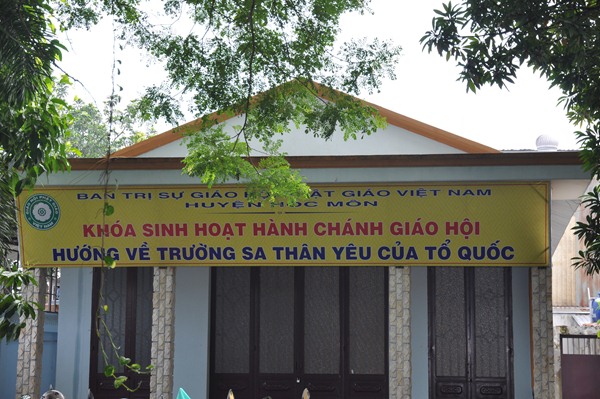 BAN TRỊ SỰ GIÁO HỘI PHẬT GIÁO VIỆT NAM
HUYỆN HÓC MÔN
KHÓA SINH HOẠT HÀNH CHÁNH GIÁO HỘI
HƯỚNG VỀ TRƯỜNG SA THÂN YÊU CỦA TỔ QUỐC